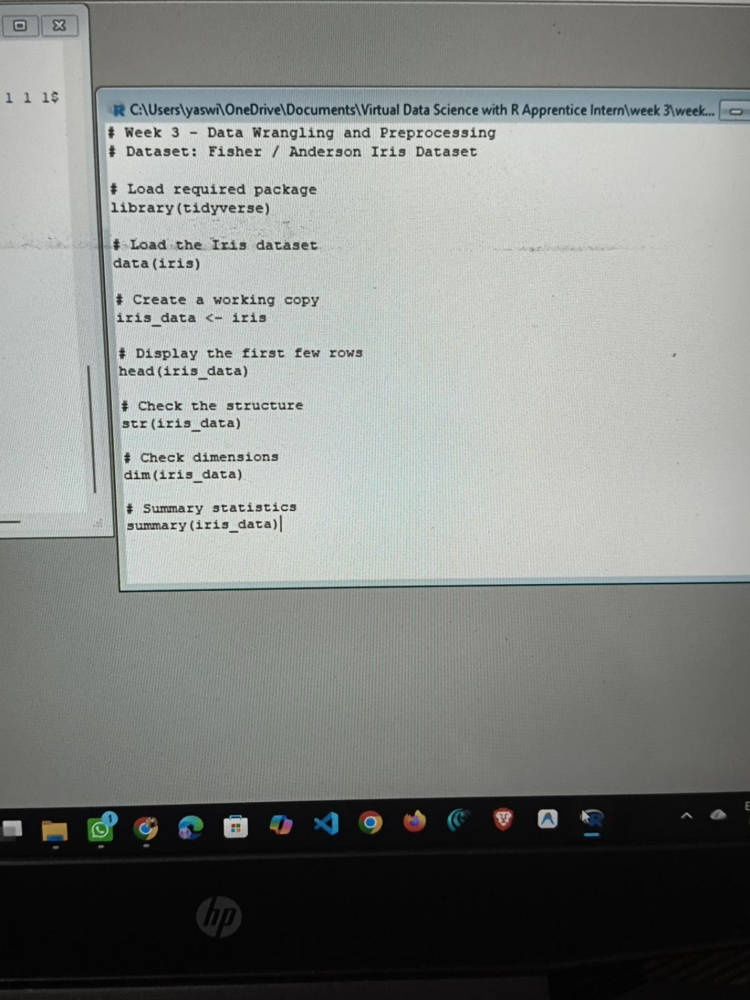 1 1 1$
C:\Users\yaswi\OneDrive\Documents\Virtual Data Science with R Apprentice Intern\week 3\week...
# Week 3 - Data Wrangling and Preprocessing
# Dataset: Fisher / Anderson Iris Dataset
# Load required package
library(tidyverse)
# Load the Iris dataset
data(iris)
# Create a working copy
iris_data <- iris
# Display the first few rows
head(iris_data)
# Check the structure
str(iris_data)
# Check dimensions
dim(iris_data)
# Summary statistics
summary(iris_data)
1
hp